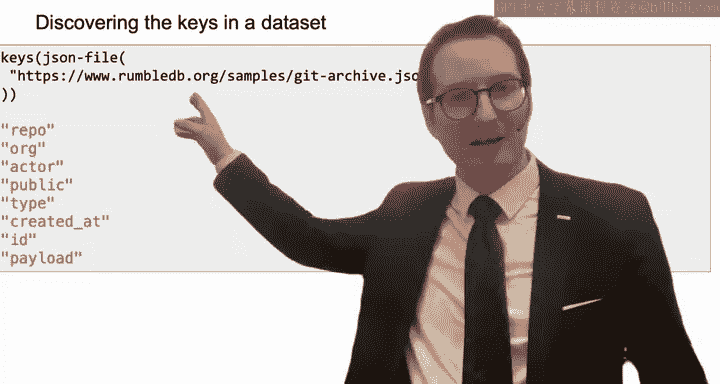 Discovering the keys in a dataset
keys(json-file(
"https://www.rumbledb.org/samples/git-archive.jso
))
"repo"
"org"
"actor"
"public"
"type"
"created_at"
"id"
"payload"